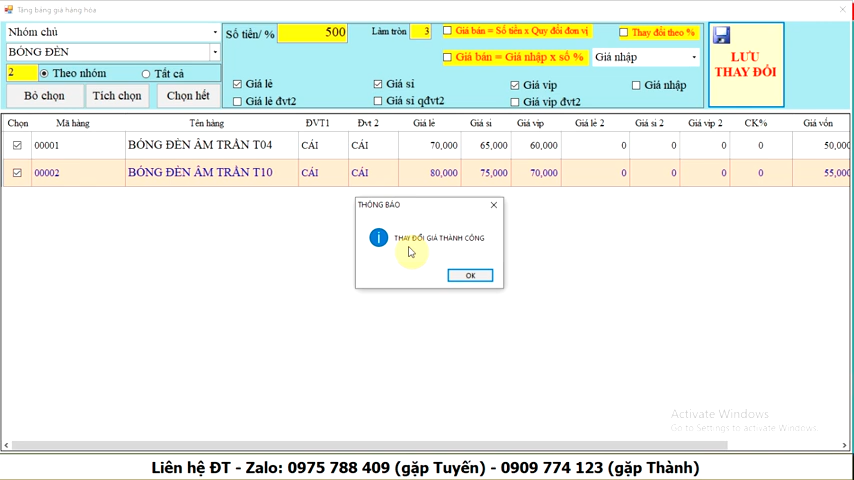 Tăng bảng giá hàng hóa
Nhóm chủ
BÓNG ĐÈN
2 Theo nhóm Tất cả
Bỏ chọn Tích chọn Chọn hết
Số tiền/ % 500 Làm tròn 3 Giá bán = Số tiền x Quy đổi đơn vị Thay đổi theo %
Giá bán = Giá nhập x số % Giá nhập
Giá lẻ Giá sỉ Giá vip Giá nhập
Giá lẻ đvt2 Giá sỉ qđvt2 Giá vip đvt2
LƯU
THAY ĐỔI
Chọn Mã hàng Tên hàng ĐVT1 Đvt 2 Giá lẻ Giá sỉ Giá vip Giá lẻ 2 Giá sỉ 2 Giá vip 2 CK% Giá vốn
00001 BÓNG ĐÈN ÂM TRẦN T04 CÁI CÁI 70,000 65,000 60,000 0 0 0 0 50,000
00002 BÓNG ĐÈN ÂM TRẦN T10 CÁI CÁI 80,000 75,000 70,000 0 0 0 0 55,000
THÔNG BÁO
THAY ĐỔI GIÁ THÀNH CÔNG
OK
Activate Windows
Go to Settings to activate Windows.
Liên hệ ĐT - Zalo: 0975 788 409 (gặp Tuyến) - 0909 774 123 (gặp Thành)